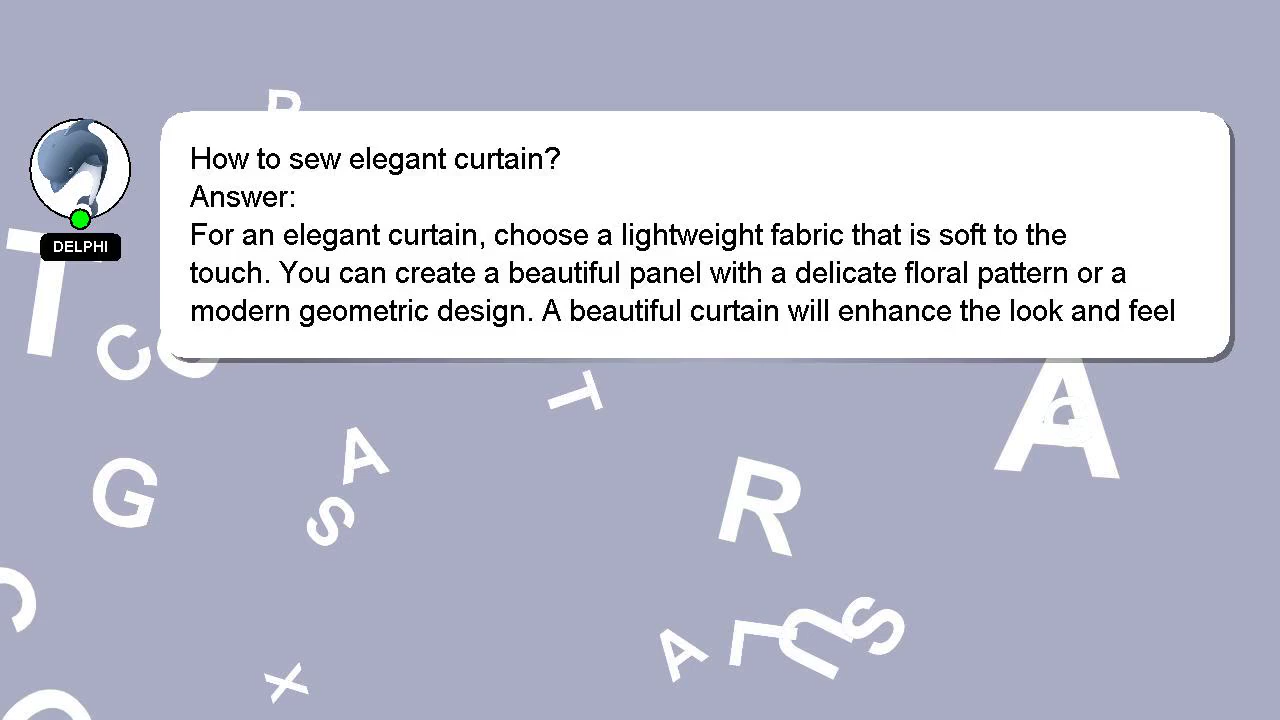 How to sew elegant curtain?
Answer:
For an elegant curtain, choose a lightweight fabric that is soft to the
touch. You can create a beautiful panel with a delicate floral pattern or a
modern geometric design. A beautiful curtain will enhance the look and feel
DELPHI
R
T
C
T
A
G
G
A
R
S
C
S
U
A
L
X